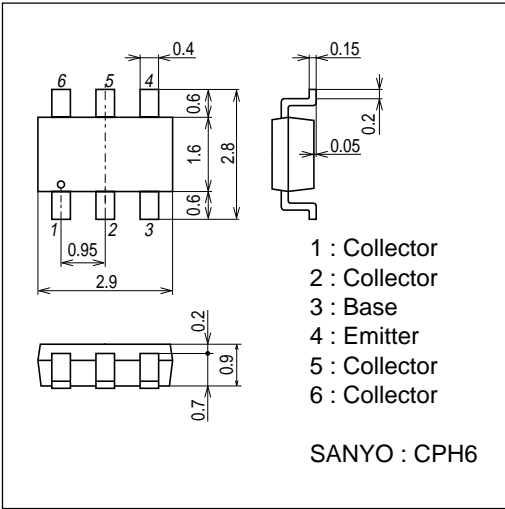 0.4
0.15
6
5
4
0.6
1.6
2.8
0.6
0.2
0.05
1
2
3
0.95
2.9
1 : Collector
2 : Collector
3 : Base
4 : Emitter
5 : Collector
6 : Collector
0.2
0.9
0.7
SANYO : CPH6